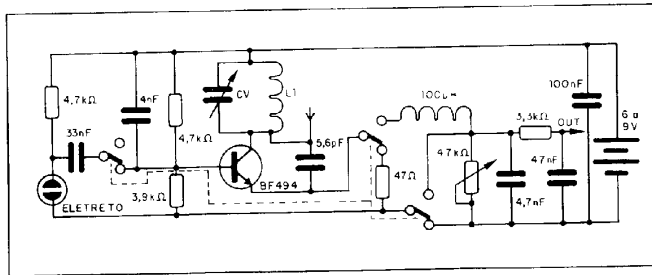 4,7kΩ
33nF
ELETRETO
4nF
4,7kΩ
3,9kΩ
CV
L1
5,6pF
BF494
47Ω
100µH
47kΩ
4,7nF
3,3kΩ
OUT
47nF
100nF
6 a
9V